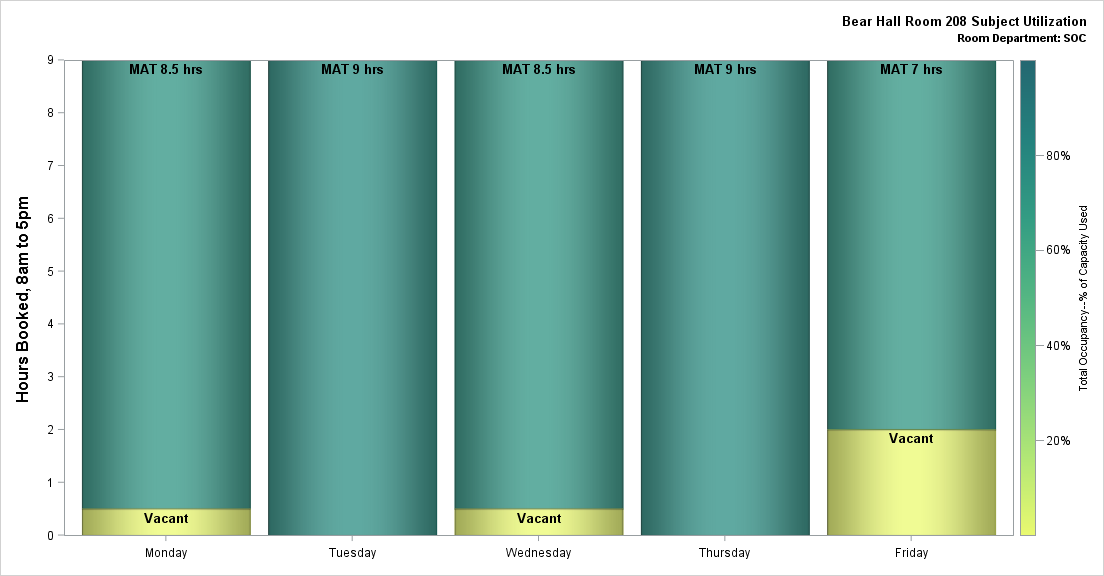 Bear Hall Room 208 Subject Utilization
Room Department: SOC
Hours Booked, 8am to 5pm
9
8
7
6
5
4
3
2
1
0
MAT 8.5 hrs
MAT 9 hrs
MAT 8.5 hrs
MAT 9 hrs
MAT 7 hrs
Vacant
Vacant
Vacant
Monday
Tuesday
Wednesday
Thursday
Friday
80%
60%
40%
20%
Total Occupancy--% of Capacity Used